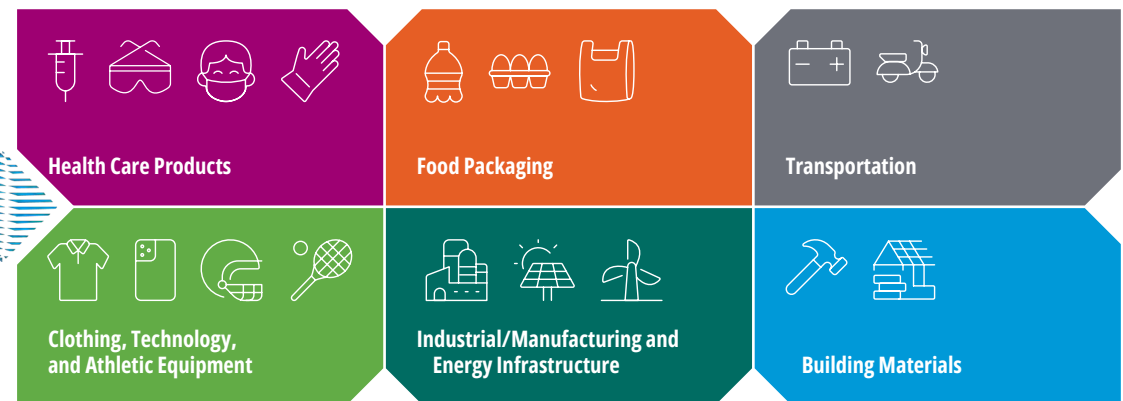 Health Care Products
Food Packaging
Transportation
Clothing, Technology,
and Athletic Equipment
Industrial/Manufacturing and
Energy Infrastructure
Building Materials